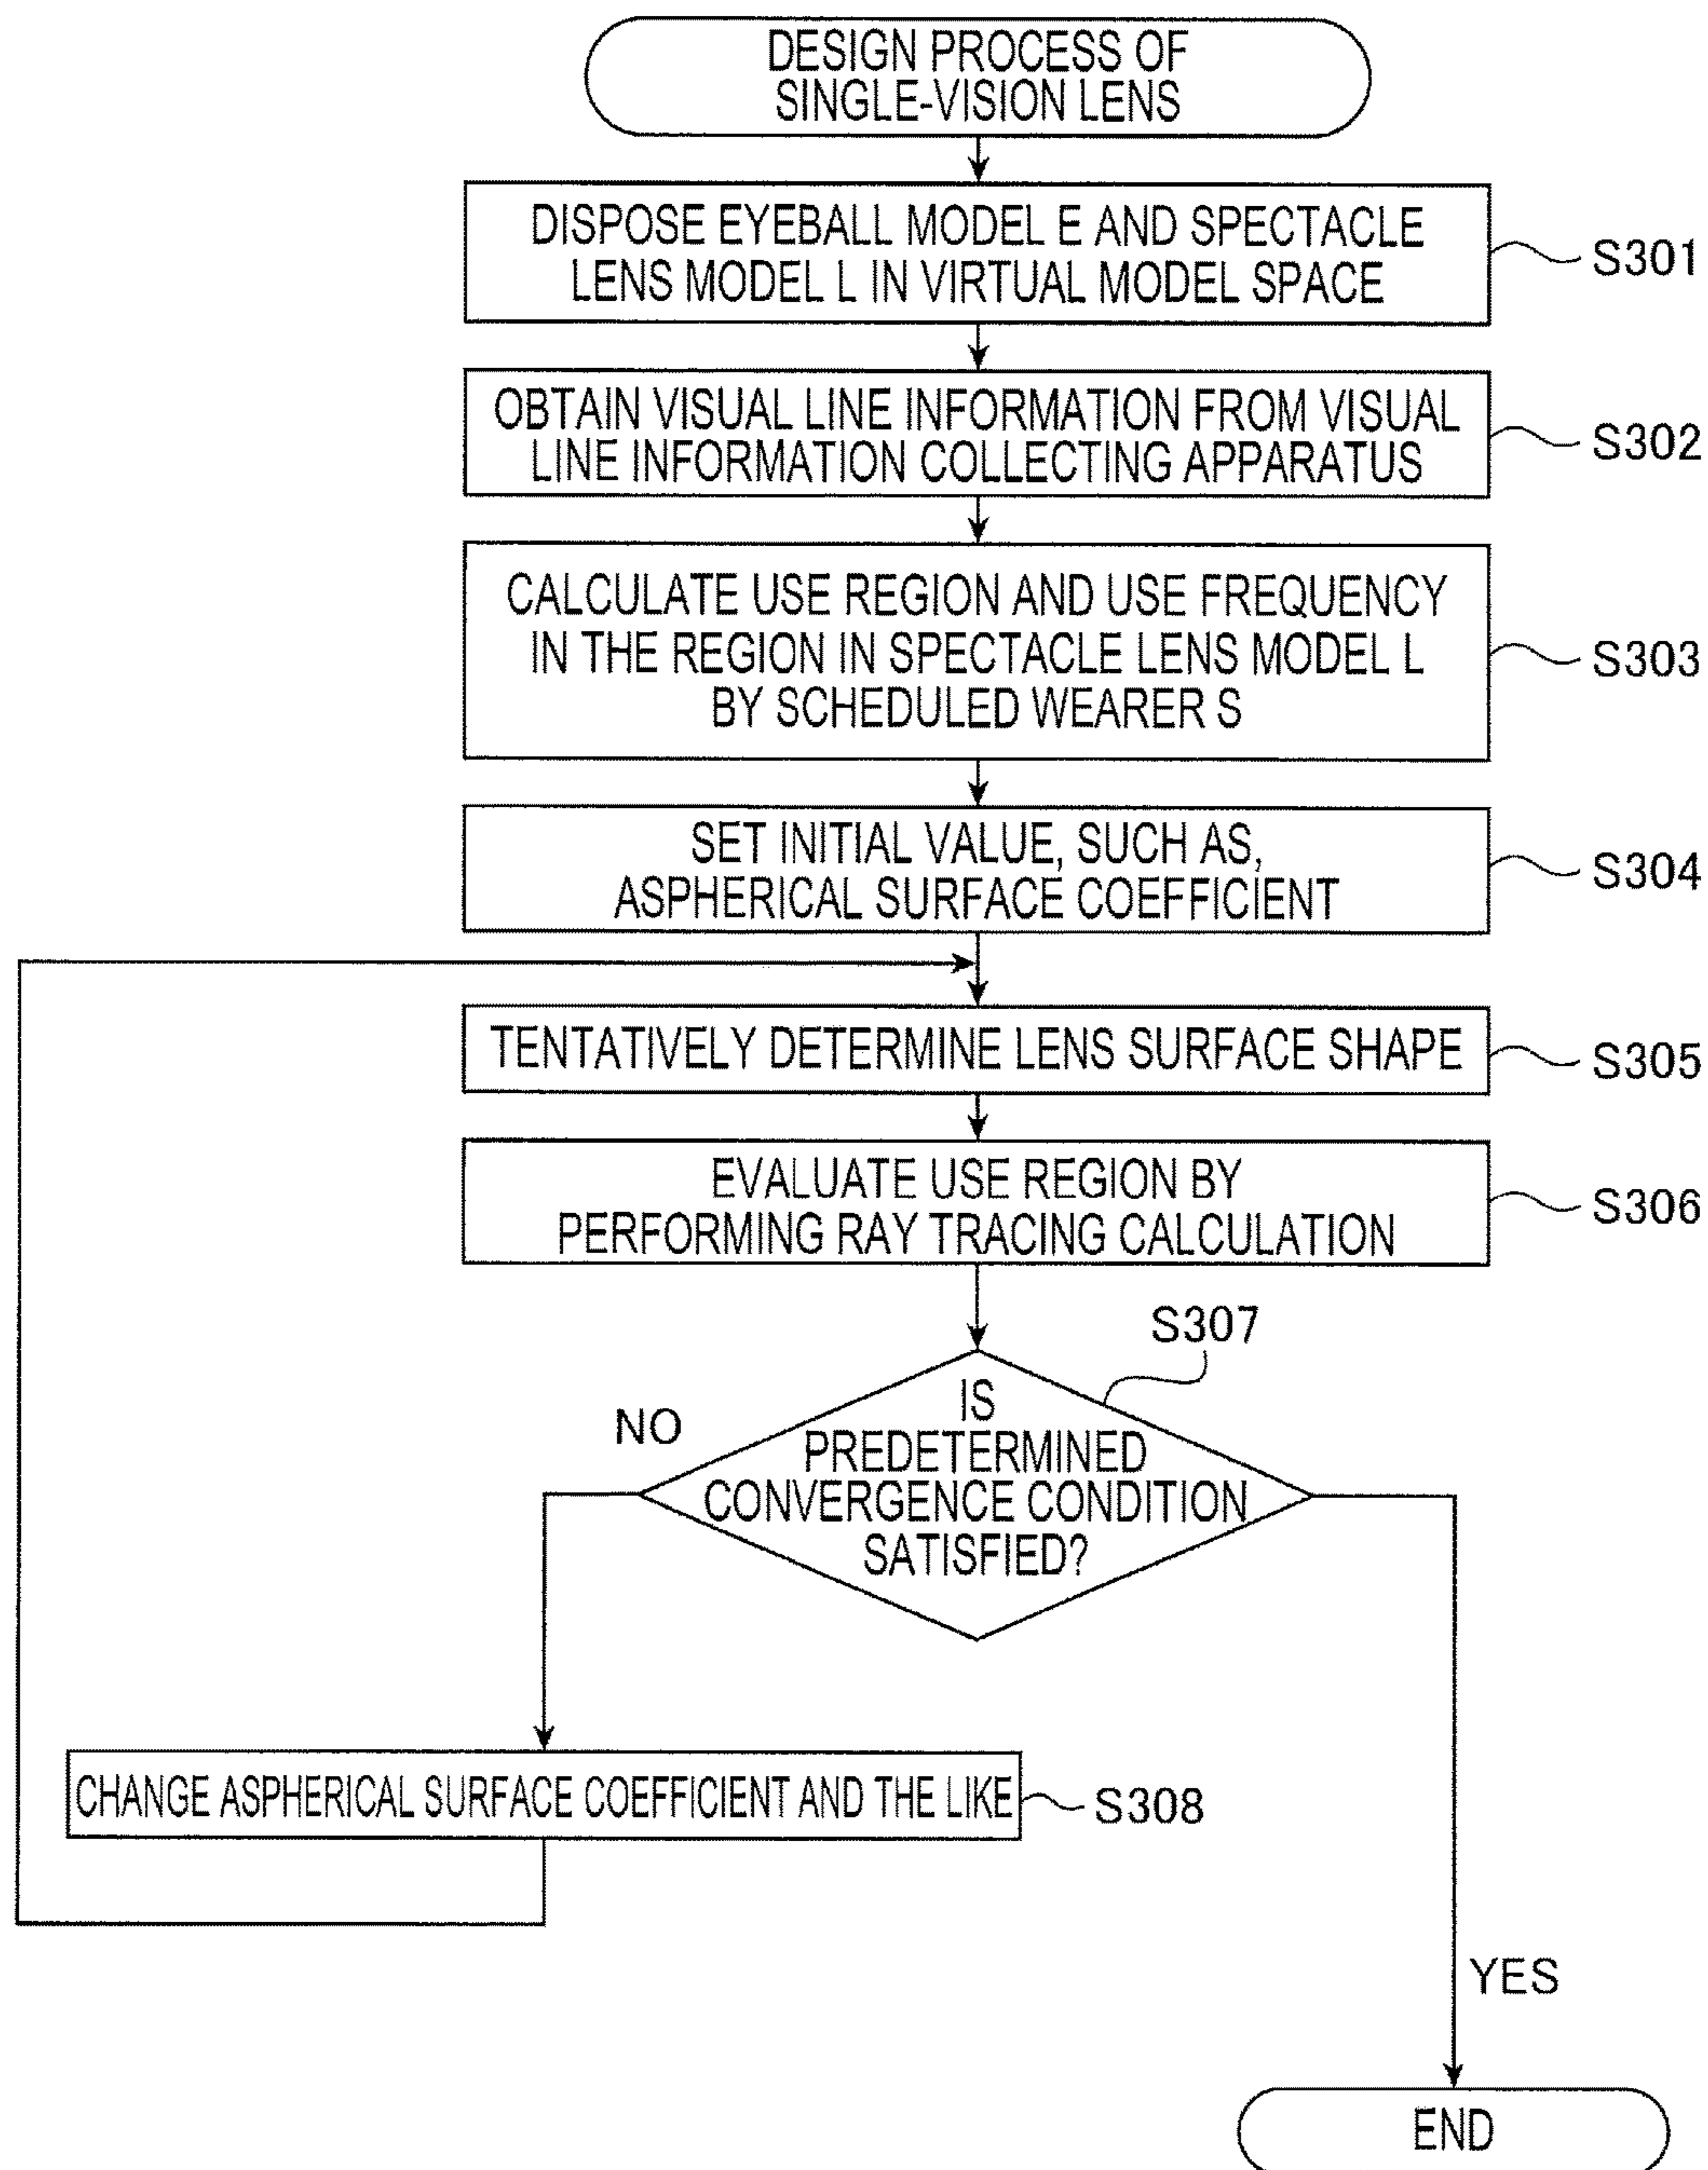 DESIGN PROCESS OF
SINGLE-VISION LENS
DISPOSE EYEBALL MODEL E AND SPECTACLE
LENS MODEL L IN VIRTUAL MODEL SPACE
S301
OBTAIN VISUAL LINE INFORMATION FROM VISUAL
LINE INFORMATION COLLECTING APPARATUS
S302
CALCULATE USE REGION AND USE FREQUENCY
IN THE REGION IN SPECTACLE LENS MODEL L
BY SCHEDULED WEARER S
S303
SET INITIAL VALUE, SUCH AS,
ASPHERICAL SURFACE COEFFICIENT
S304
TENTATIVELY DETERMINE LENS SURFACE SHAPE
S305
EVALUATE USE REGION BY
PERFORMING RAY TRACING CALCULATION
S306
S307
IS
PREDETERMINED
CONVERGENCE CONDITION
SATISFIED?
NO
CHANGE ASPHERICAL SURFACE COEFFICIENT AND THE LIKE
S308
YES
END